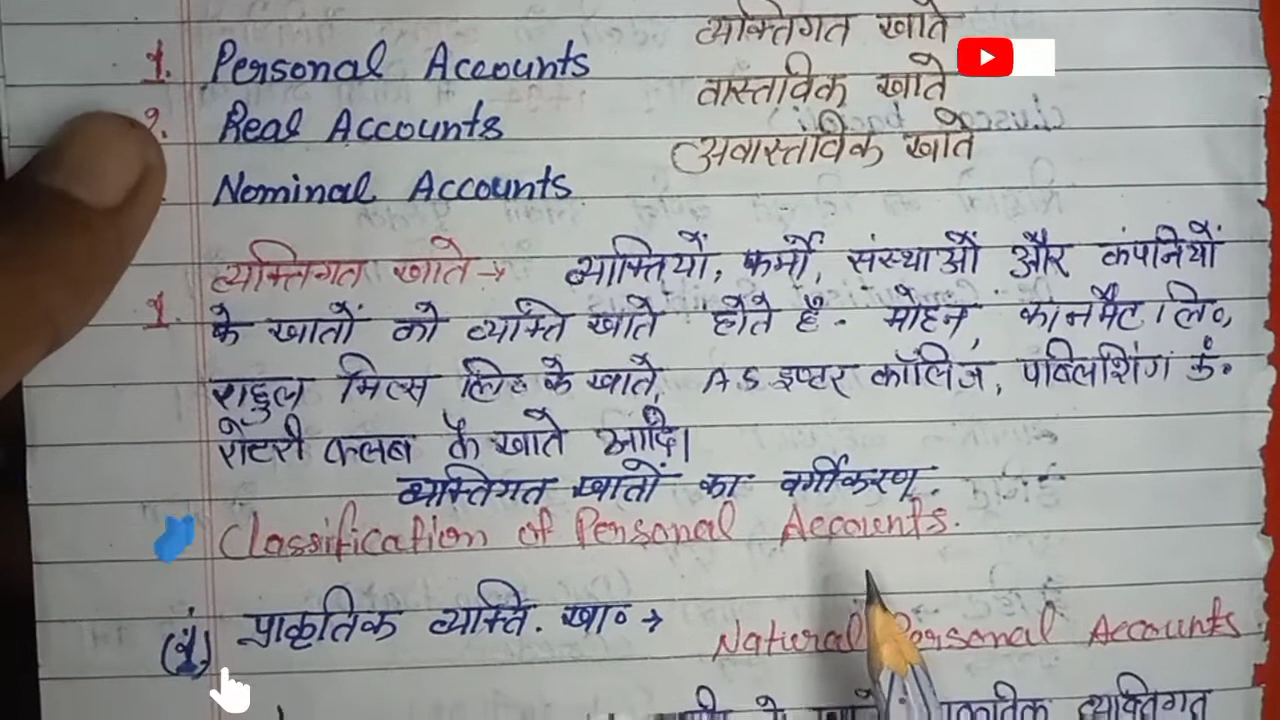 1. Personal Accounts व्यक्तिगत खाते
2. Real Accounts वास्तविक खाते
Nominal Accounts अवास्तविक खाते
व्यक्तिगत खाते → व्यक्तियों, फर्मों, संस्थाओं और कंपनियों
1. के खातों को व्यक्ति खाते होते है. मोहन, कानमैट लि०,
राहुल मिल्स लि० के खाते, A S इण्टर कॉलिज, पब्लिशिंग कं०
रोटरी क्लब के खाते आदि।
व्यक्तिगत खातों का वर्गीकरण.
Classification of Personal Accounts.
(1) प्राकृतिक व्यक्ति. खा० → Natural Personal Accounts
व्यक्तिगत